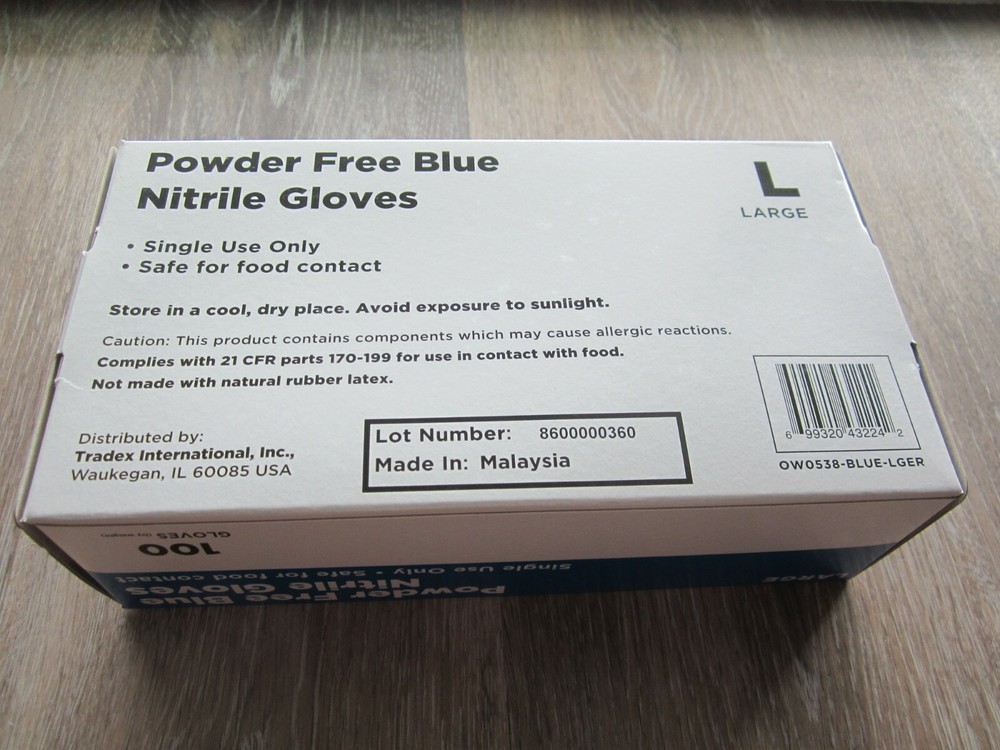 Powder Free Blue
Nitrile Gloves
L
LARGE
• Single Use Only
• Safe for food contact
Store in a cool, dry place. Avoid exposure to sunlight.
Caution: This product contains components which may cause allergic reactions.
Complies with 21 CFR parts 170-199 for use in contact with food.
Not made with natural rubber latex.
Distributed by:
Tradex International, Inc.,
Waukegan, IL 60085 USA
Lot Number: 8600000360
Made In: Malaysia
6 99320 43224 2
OW0538-BLUE-LGER
100
GLOVES by weight
Powder Free Blue
Nitrile Gloves
Single Use Only • Safe for food contact
LARGE